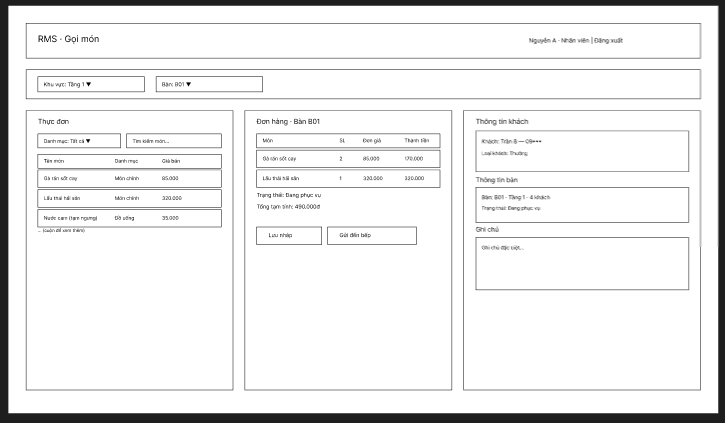 RMS · Gọi món
Nguyễn A · Nhân viên | Đăng xuất
Khu vực: Tầng 1 ▼
Bàn: B01 ▼
Thực đơn
Danh mục: Tất cả ▼
Tìm kiếm món...
Tên món Danh mục Giá bán
Gà rán sốt cay Món chính 85.000
Lẩu thái hải sản Món chính 320.000
Nước cam (tạm ngưng) Đồ uống 35.000
... (cuộn để xem thêm)
Đơn hàng · Bàn B01
Món SL Đơn giá Thành tiền
Gà rán sốt cay 2 85.000 170.000
Lẩu thái hải sản 1 320.000 320.000
Trạng thái: Đang phục vụ
Tổng tạm tính: 490.000đ
Lưu nháp
Gửi đến bếp
Thông tin khách
Khách: Trần B — 09•••
Loại khách: Thường
Thông tin bàn
Bàn: B01 · Tầng 1 · 4 khách
Trạng thái: Đang phục vụ
Ghi chú
Ghi chú đặc biệt...